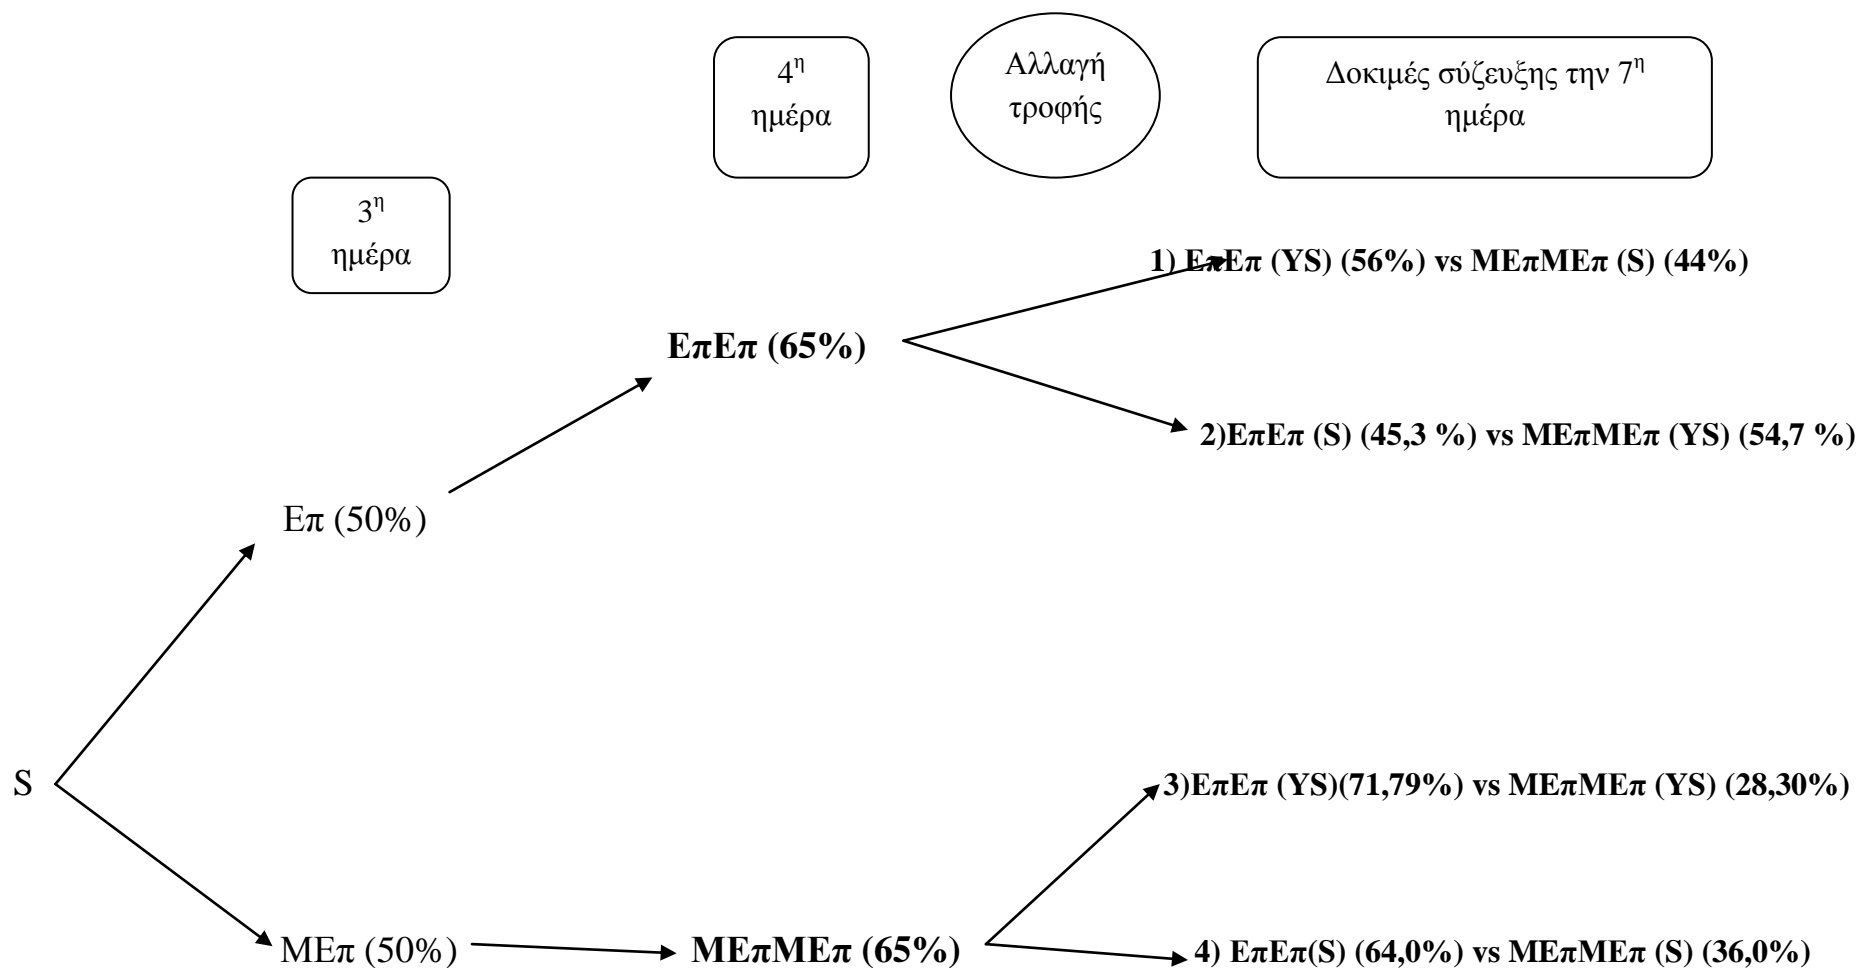 4η
ημέρα
Αλλαγή
τροφής
Δοκιμές σύζευξης την 7η
ημέρα
3η
ημέρα
1) ΕπΕπ (YS) (56%) vs ΜΕπΜΕπ (S) (44%)
ΕπΕπ (65%)
2)ΕπΕπ (S) (45,3 %) vs ΜΕπΜΕπ (YS) (54,7 %)
Επ (50%)
S
3)ΕπΕπ (YS)(71,79%) vs ΜΕπΜΕπ (YS) (28,30%)
ΜΕπ (50%)
ΜΕπΜΕπ (65%)
4) ΕπΕπ(S) (64,0%) vs ΜΕπΜΕπ (S) (36,0%)